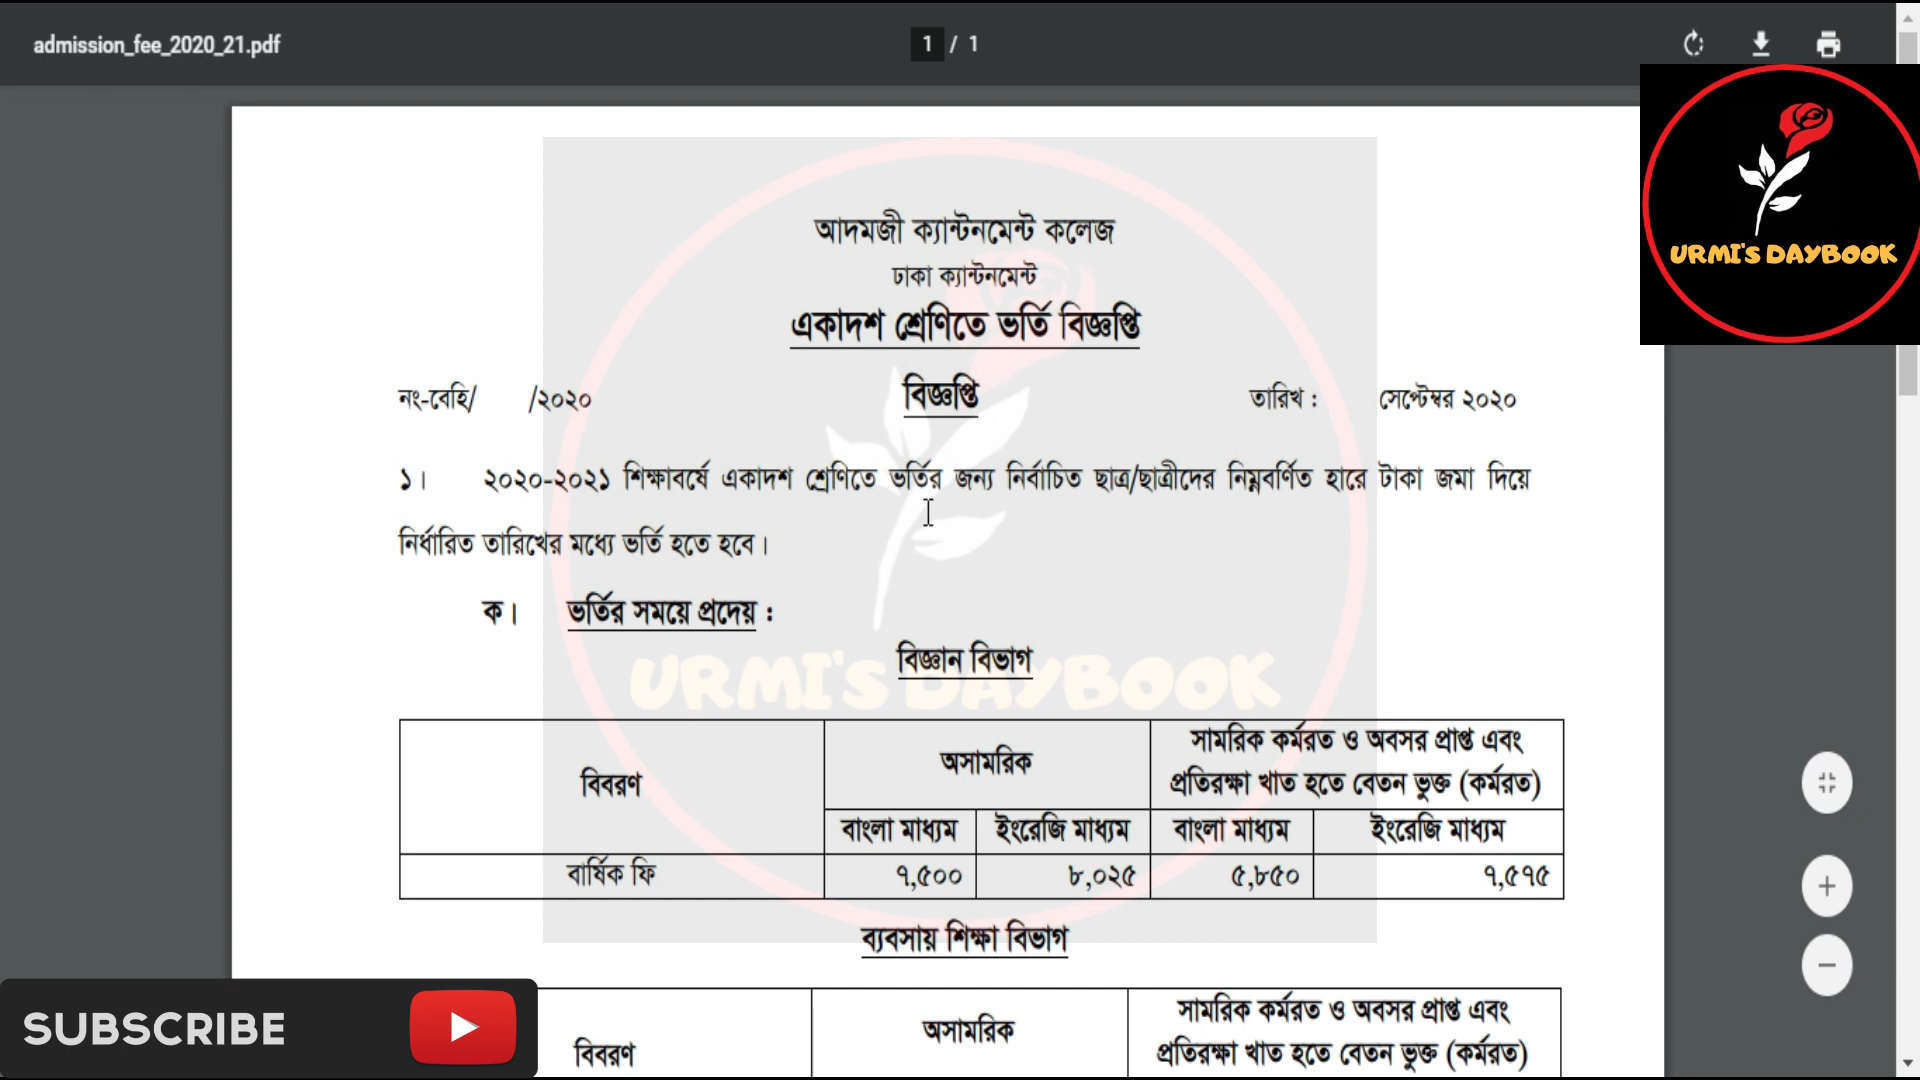 admission_fee_2020_21.pdf
1 / 1
URMI'S DAYBOOK
আদমজী ক্যান্টনমেন্ট কলেজ
ঢাকা ক্যান্টনমেন্ট
একাদশ শ্রেণিতে ভর্তি বিজ্ঞপ্তি
নং-বেহি/ /২০২০ বিজ্ঞপ্তি তারিখ : সেপ্টেম্বর ২০২০
১। ২০২০-২০২১ শিক্ষাবর্ষে একাদশ শ্রেণিতে ভর্তির জন্য নির্বাচিত ছাত্র/ছাত্রীদের নিম্নবর্ণিত হারে টাকা জমা দিয়ে
নির্ধারিত তারিখের মধ্যে ভর্তি হতে হবে।
ক। ভর্তির সময়ে প্রদেয় :
বিজ্ঞান বিভাগ
URMI'S DAYBOOK
বিবরণ অসামরিক সামরিক কর্মরত ও অবসর প্রাপ্ত এবং
প্রতিরক্ষা খাত হতে বেতন ভুক্ত (কর্মরত)
বাংলা মাধ্যম ইংরেজি মাধ্যম বাংলা মাধ্যম ইংরেজি মাধ্যম
বার্ষিক ফি ৭,৫০০ ৮,০২৫ ৫,৮৫০ ৭,৫৭৫
ব্যবসায় শিক্ষা বিভাগ
বিবরণ অসামরিক সামরিক কর্মরত ও অবসর প্রাপ্ত এবং
প্রতিরক্ষা খাত হতে বেতন ভুক্ত (কর্মরত)
SUBSCRIBE